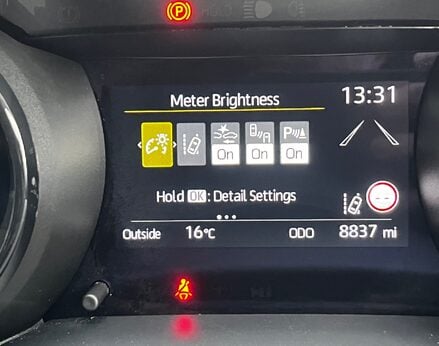 Meter Brightness
13:31
P
On On On
Hold OK: Detail Settings
Outside 16°C ODO 8837 mi